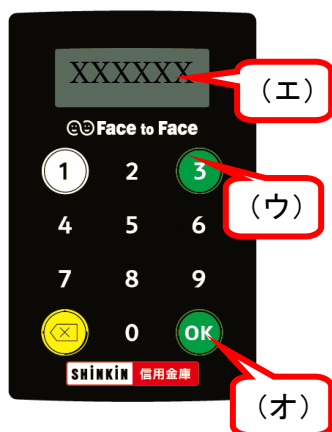 XXXXXX
（エ）
Face to Face
1 2 3
（ウ）
4 5 6
7 8 9
0 OK
SHINKIN 信用金庫
（オ）